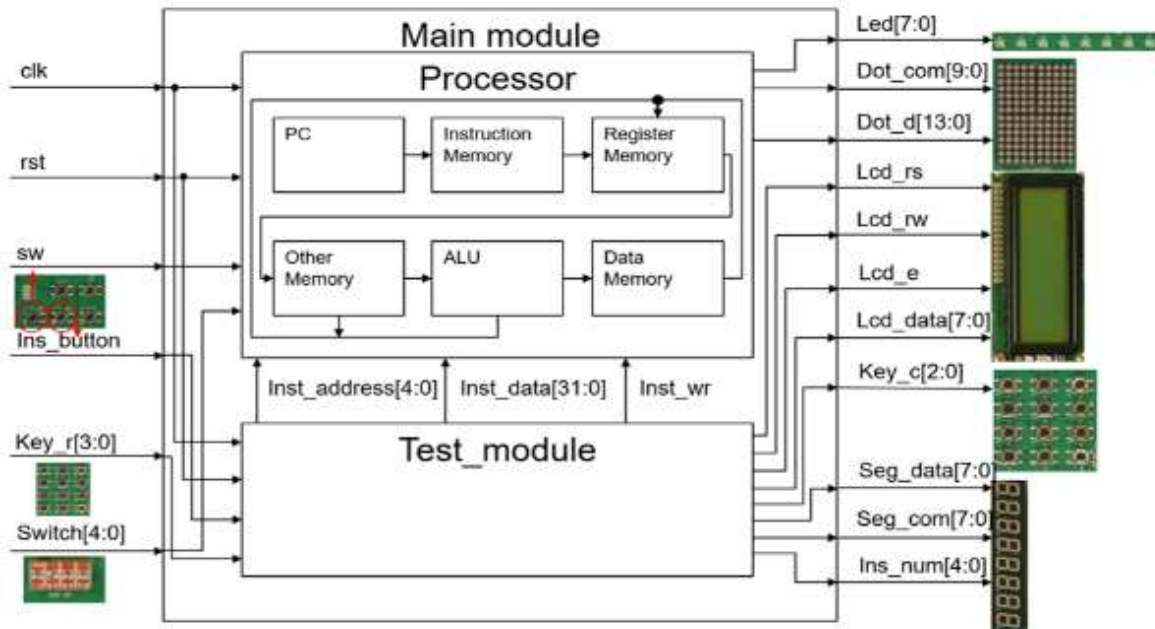 Main module
Processor
PC
Instruction
Memory
Register
Memory
Other
Memory
ALU
Data
Memory
Inst_address[4:0]
Inst_data[31:0]
Inst_wr
Test_module
clk
rst
sw
Ins_button
Key_r[3:0]
Switch[4:0]
Led[7:0]
Dot_com[9:0]
Dot_d[13:0]
Lcd_rs
Lcd_rw
Lcd_e
Lcd_data[7:0]
Key_c[2:0]
Seg_data[7:0]
Seg_com[7:0]
Ins_num[4:0]